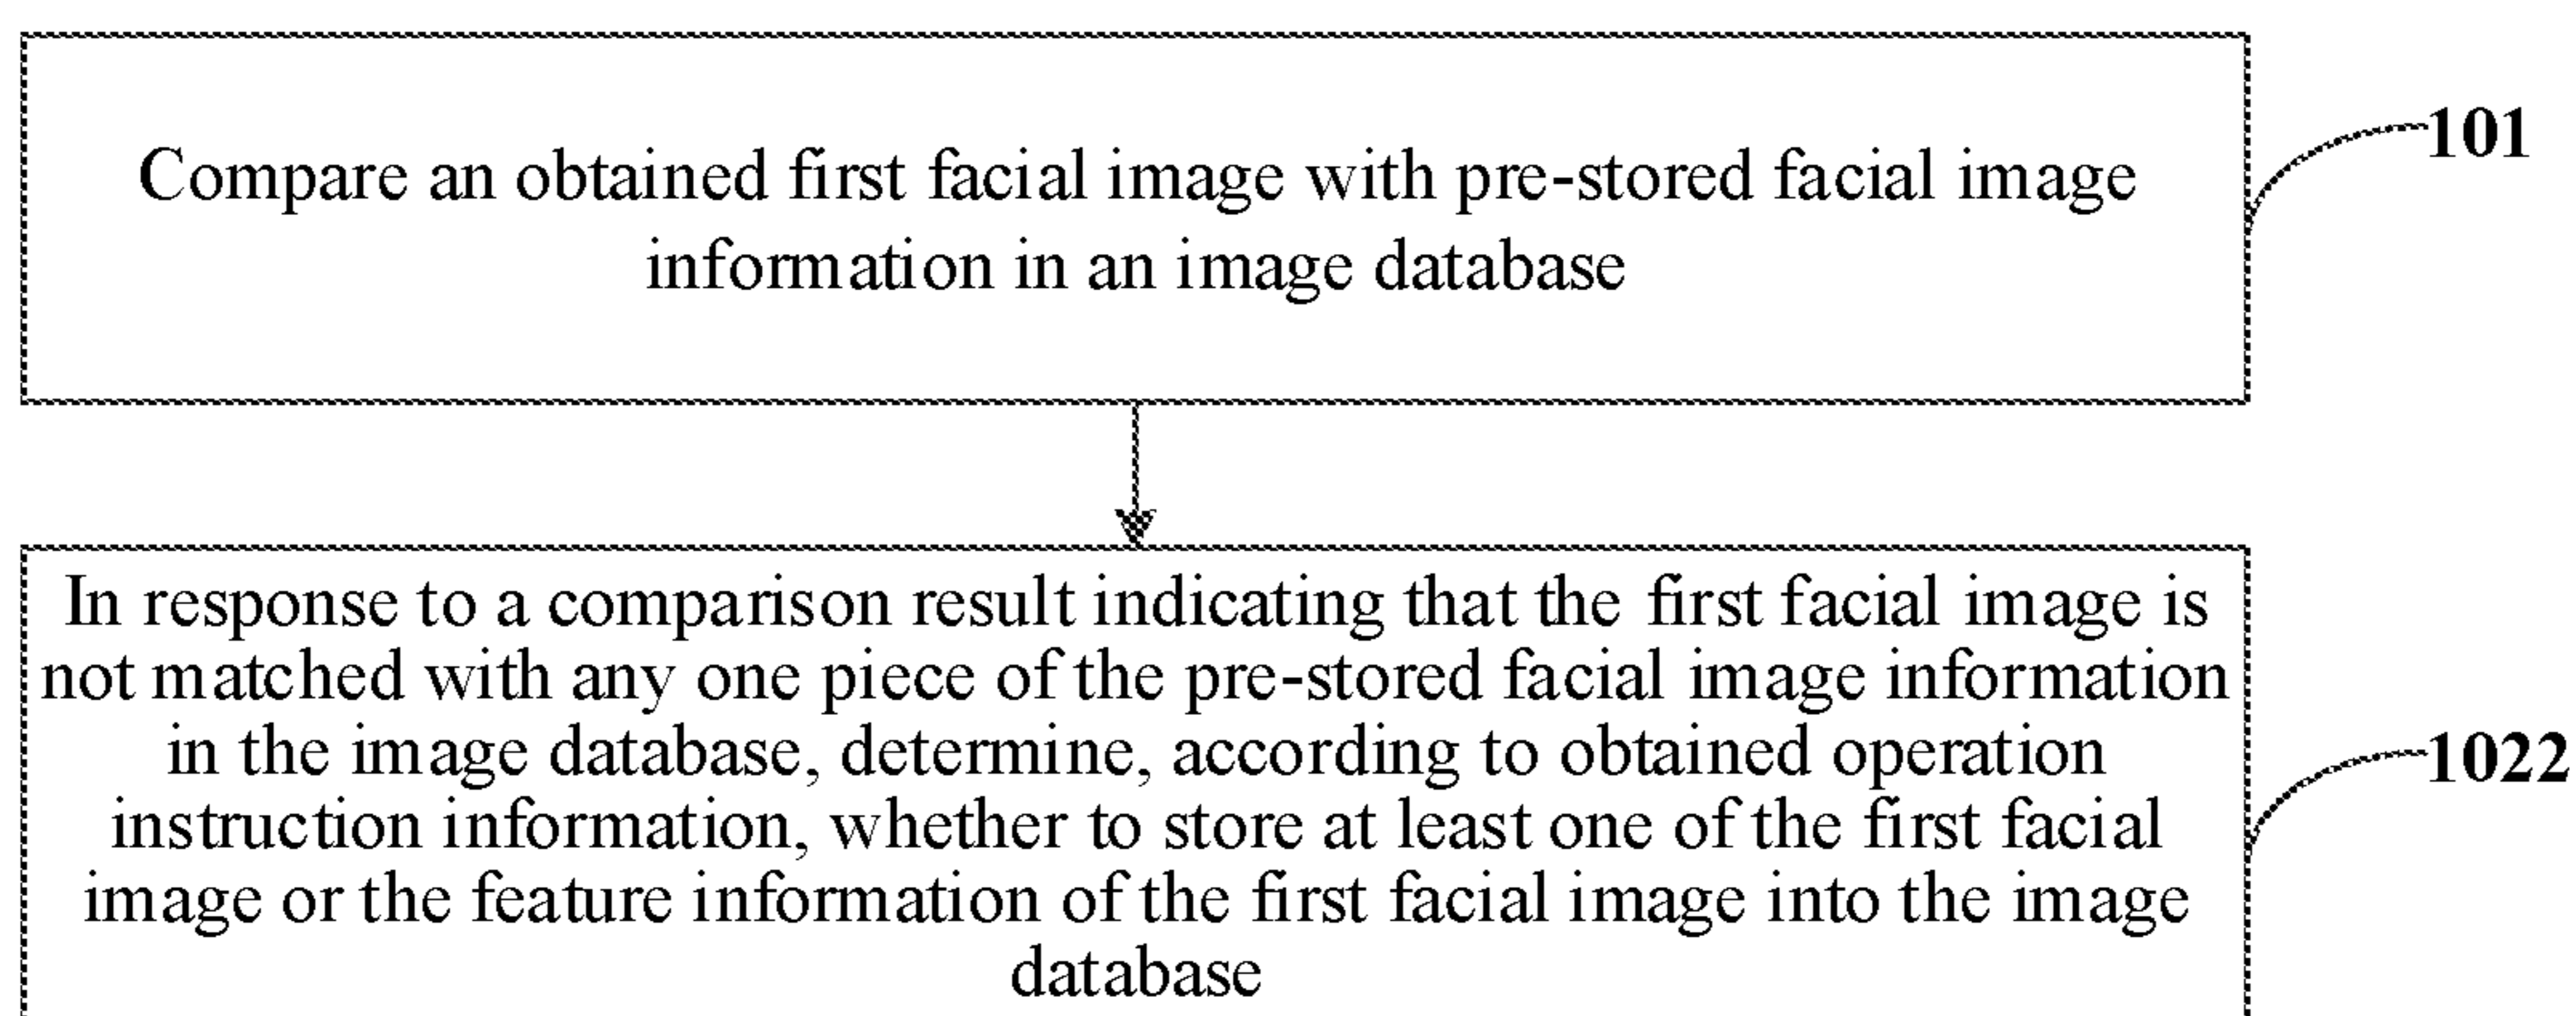 Compare an obtained first facial image with pre-stored facial image
information in an image database
101
In response to a comparison result indicating that the first facial image is
not matched with any one piece of the pre-stored facial image information
in the image database, determine, according to obtained operation
instruction information, whether to store at least one of the first facial
image or the feature information of the first facial image into the image
database
1022